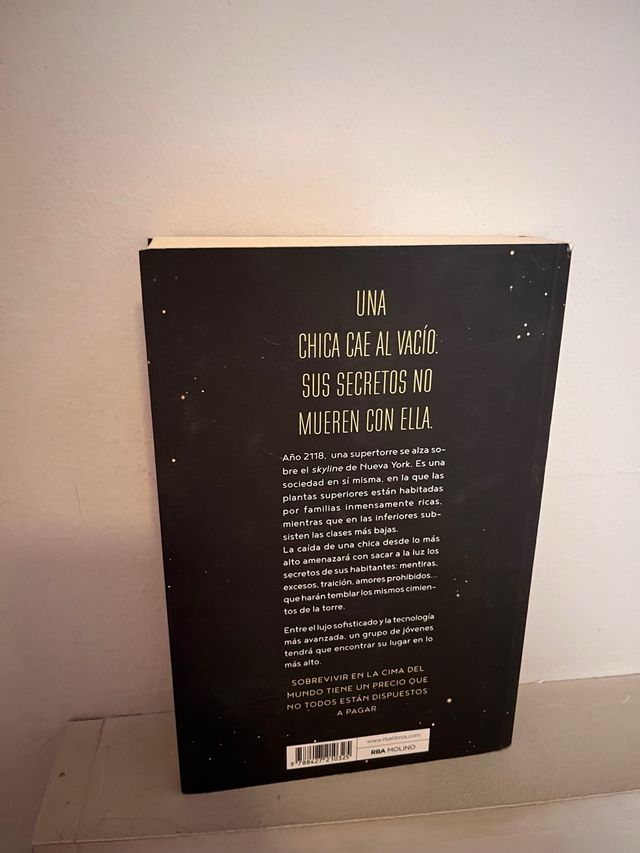 UNA
CHICA CAE AL VACÍO.
SUS SECRETOS NO
MUEREN CON ELLA.
Año 2118, una supertorre se alza so-
bre el skyline de Nueva York. Es una
sociedad en sí misma, en la que las
plantas superiores están habitadas
por familias inmensamente ricas,
mientras que en las inferiores sub-
sisten las clases más bajas.
La caída de una chica desde lo más
alto amenazará con sacar a la luz los
secretos de sus habitantes: mentiras,
excesos, traición, amores prohibidos...
que harán temblar los mismos cimien-
tos de la torre.
Entre el lujo sofisticado y la tecnología
más avanzada, un grupo de jóvenes
tendrá que encontrar su lugar en lo
más alto.
SOBREVIVIR EN LA CIMA DEL
MUNDO TIENE UN PRECIO QUE
NO TODOS ESTÁN DISPUESTOS
A PAGAR.
www.rbalibros.com
RBA MOLINO
9 788427 210325